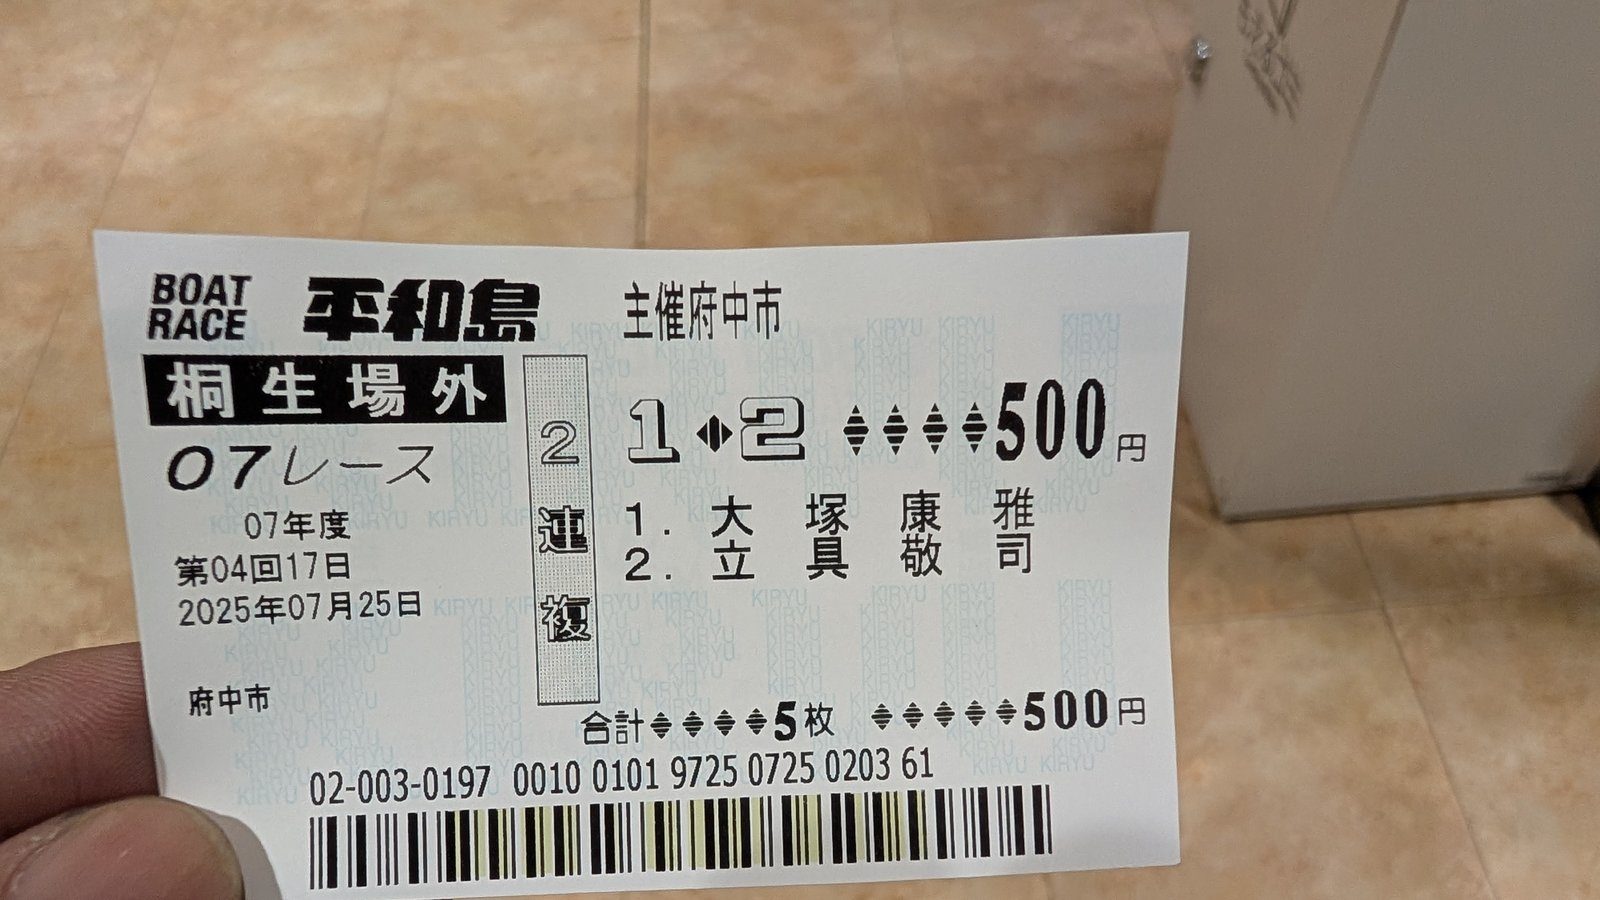 BOAT RACE 平和島 主催府中市
桐生場外
07レース
07年度
第04回17日
2025年07月25日
府中市
2連複
1 2 500円
1. 大塚康雅
2. 立具敬司
合計 5枚 500円
02-003-0197 0010 0101 9725 0725 0203 61
KIRYU